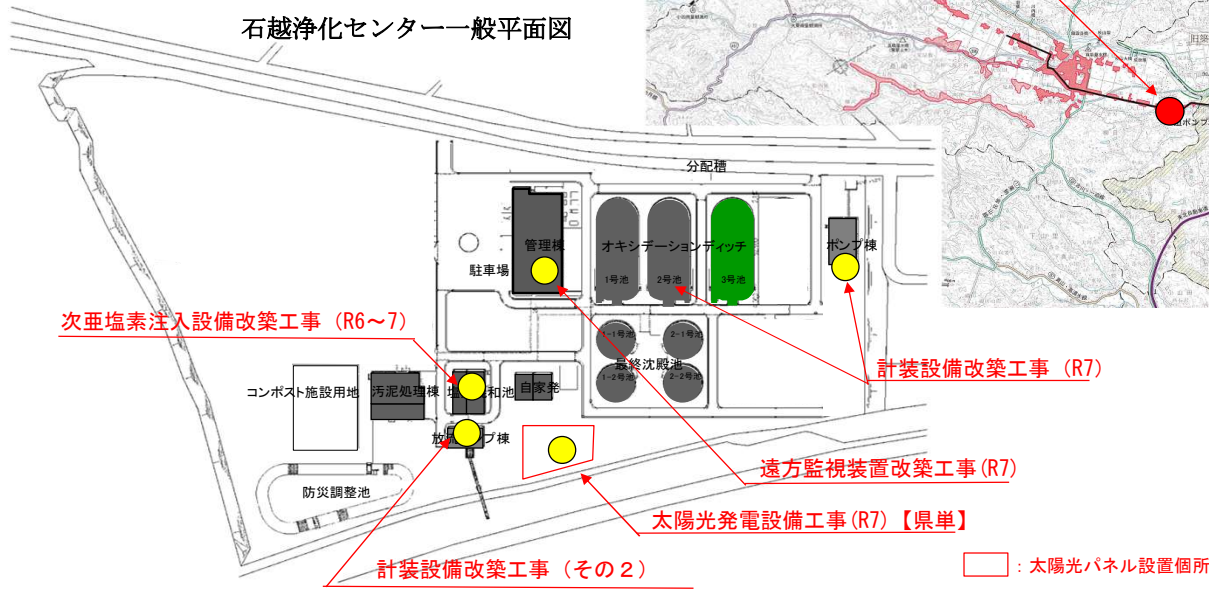 石越浄化センター一般平面図
分配槽
管理棟
オキシデーションディッチ
ポンプ棟
駐車場
1号池
2号池
3号池
次亜塩素注入設備改築工事（R6～7）
1-1号池
2-1号池
最終沈殿池
1-2号池
2-2号池
計装設備改築工事（R7）
コンポスト施設用地
汚泥処理棟
自家発
遠方監視装置改築工事(R7)
防災調整池
太陽光発電設備工事(R7)【県単】
計装設備改築工事（その２）
：太陽光パネル設置個所